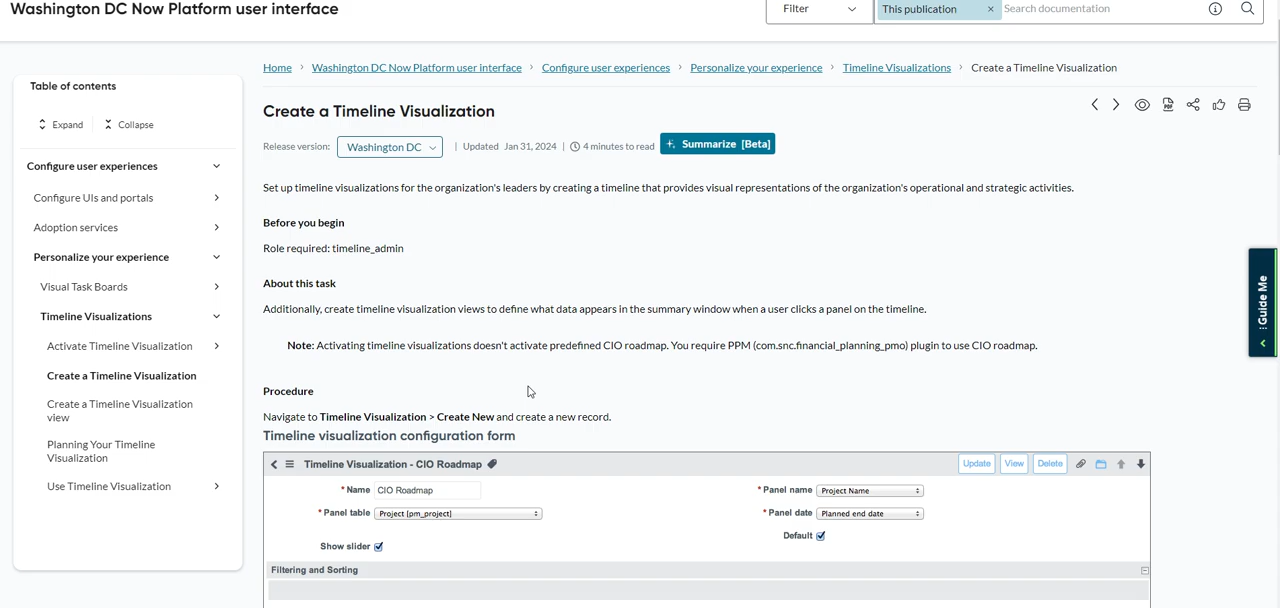 Washington DC Now Platform user interface
Filter
This publication
×
Search documentation
Table of contents
Expand
Collapse
Configure user experiences
Configure UIs and portals
Adoption services
Personalize your experience
Visual Task Boards
Timeline Visualizations
Activate Timeline Visualization
Create a Timeline Visualization
Create a Timeline Visualization
view
Planning Your Timeline
Visualization
Use Timeline Visualization
Home > Washington DC Now Platform user interface > Configure user experiences > Personalize your experience > Timeline Visualizations > Create a Timeline Visualization
Create a Timeline Visualization
PDF
Release version: Washington DC | Updated Jan 31, 2024 | 4 minutes to read Summarize [Beta]
Set up timeline visualizations for the organization's leaders by creating a timeline that provides visual representations of the organization's operational and strategic activities.
Before you begin
Role required: timeline_admin
About this task
Additionally, create timeline visualization views to define what data appears in the summary window when a user clicks a panel on the timeline.
Note: Activating timeline visualizations doesn't activate predefined CIO roadmap. You require PPM (com.snc.financial_planning_pmo) plugin to use CIO roadmap.
Procedure
Navigate to Timeline Visualization > Create New and create a new record.
Timeline visualization configuration form
Timeline Visualization - CIO Roadmap
Update
View
Delete
* Name CIO Roadmap
* Panel name Project Name
* Panel table Project [pm_project]
* Panel date Planned end date
Default
Show slider
Filtering and Sorting
Guide Me